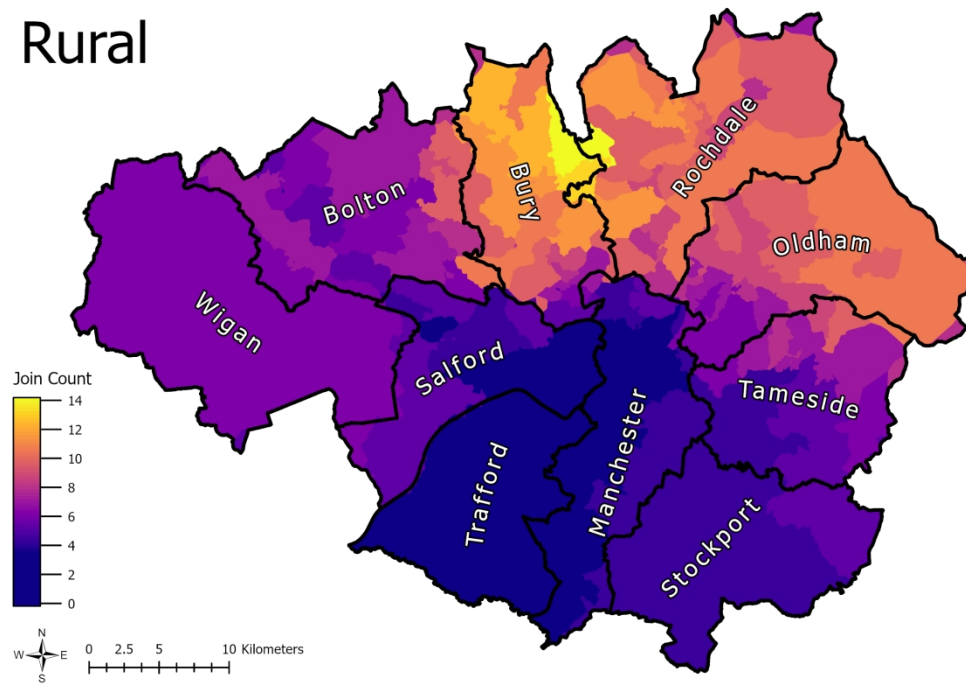 Rural
Bury
Rochdale
Bolton
Oldham
Wigan
Salford
Tameside
Manchester
Trafford
Stockport
Join Count
14
12
10
8
6
4
2
0
N
W E
S
0 2.5 5 10 Kilometers